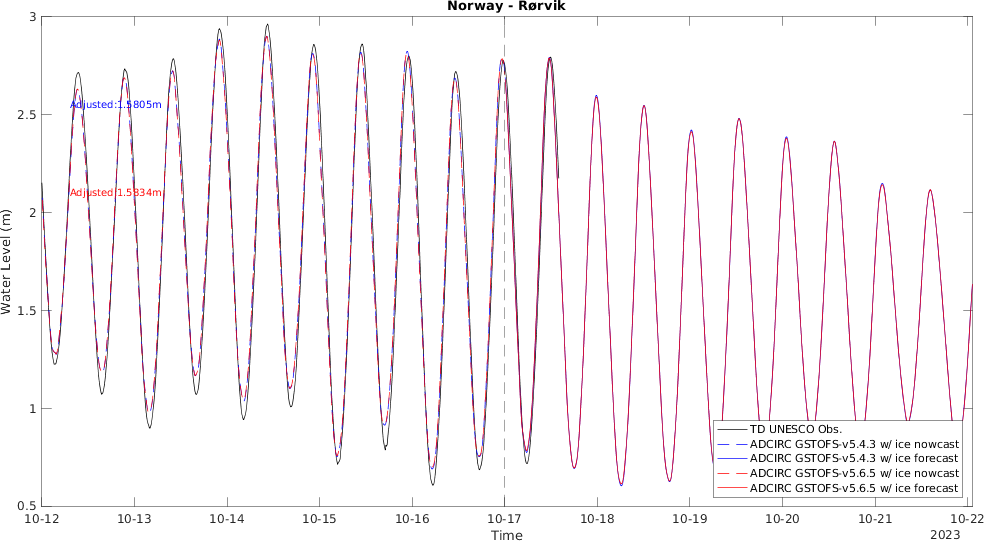 Norway - Rørvik
3
2.5
2
1.5
1
0.5
Water Level (m)
Adjusted:1.5805m
Adjusted:1.5834m
TD UNESCO Obs.
ADCIRC GSTOFS-v5.4.3 w/ ice nowcast
ADCIRC GSTOFS-v5.4.3 w/ ice forecast
ADCIRC GSTOFS-v5.6.5 w/ ice nowcast
ADCIRC GSTOFS-v5.6.5 w/ ice forecast
10-12 10-13 10-14 10-15 10-16 10-17 10-18 10-19 10-20 10-21 10-22
Time
2023